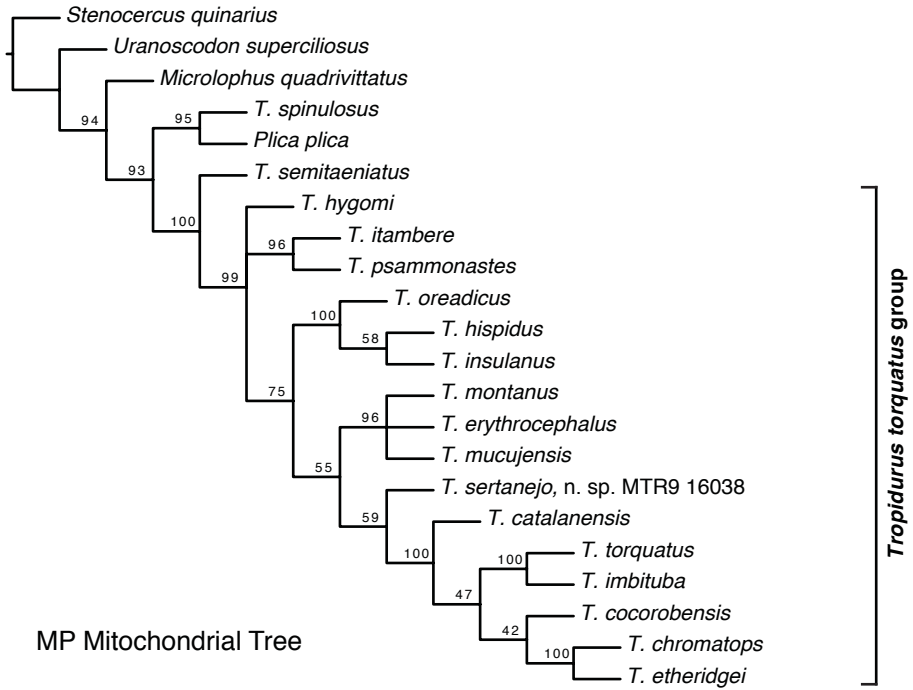 Stenocercus quinarius
Uranoscodon superciliosus
Microlophus quadrivittatus
94
T. spinulosus
95
Plica plica
93
T. semitaeniatus
100
T. hygomi
T. itambere
96
T. psammonastes
99
T. oreadicus
100
T. hispidus
58
T. insulanus
75
T. montanus
96
T. erythrocephalus
T. mucujensis
55
T. sertanejo, n. sp. MTR9 16038
59
T. catalanensis
100
T. torquatus
100
T. imbituba
47
T. cocorobensis
42
T. chromatops
100
T. etheridgei
Tropidurus torquatus group
MP Mitochondrial Tree